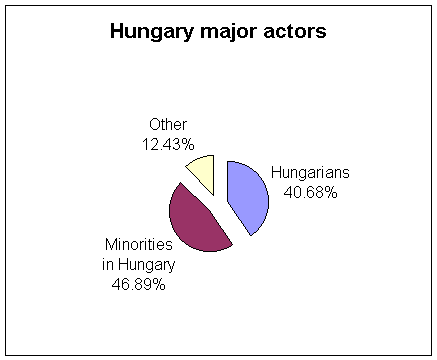 Hungary major actors
Other
12.43%
Hungarians
40.68%
Minorities
in Hungary
46.89%